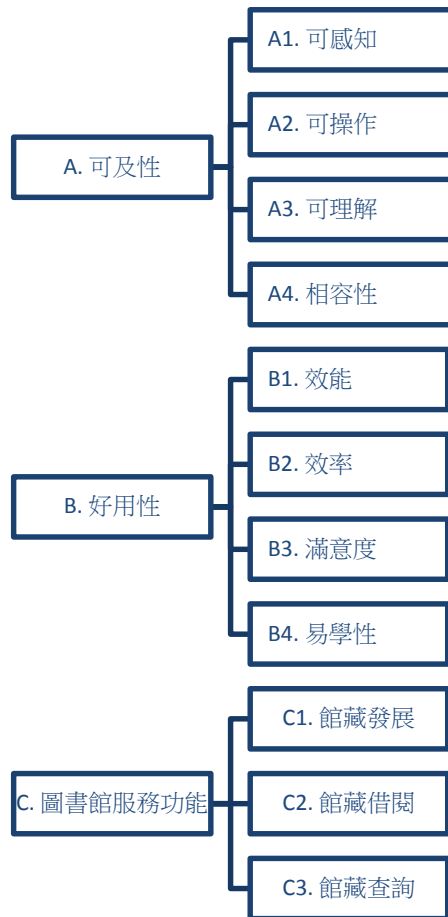 A. 可及性
A1. 可感知
A2. 可操作
A3. 可理解
A4. 相容性
B. 好用性
B1. 效能
B2. 效率
B3. 滿意度
B4. 易學性
C. 圖書館服務功能
C1. 館藏發展
C2. 館藏借閱
C3. 館藏查詢